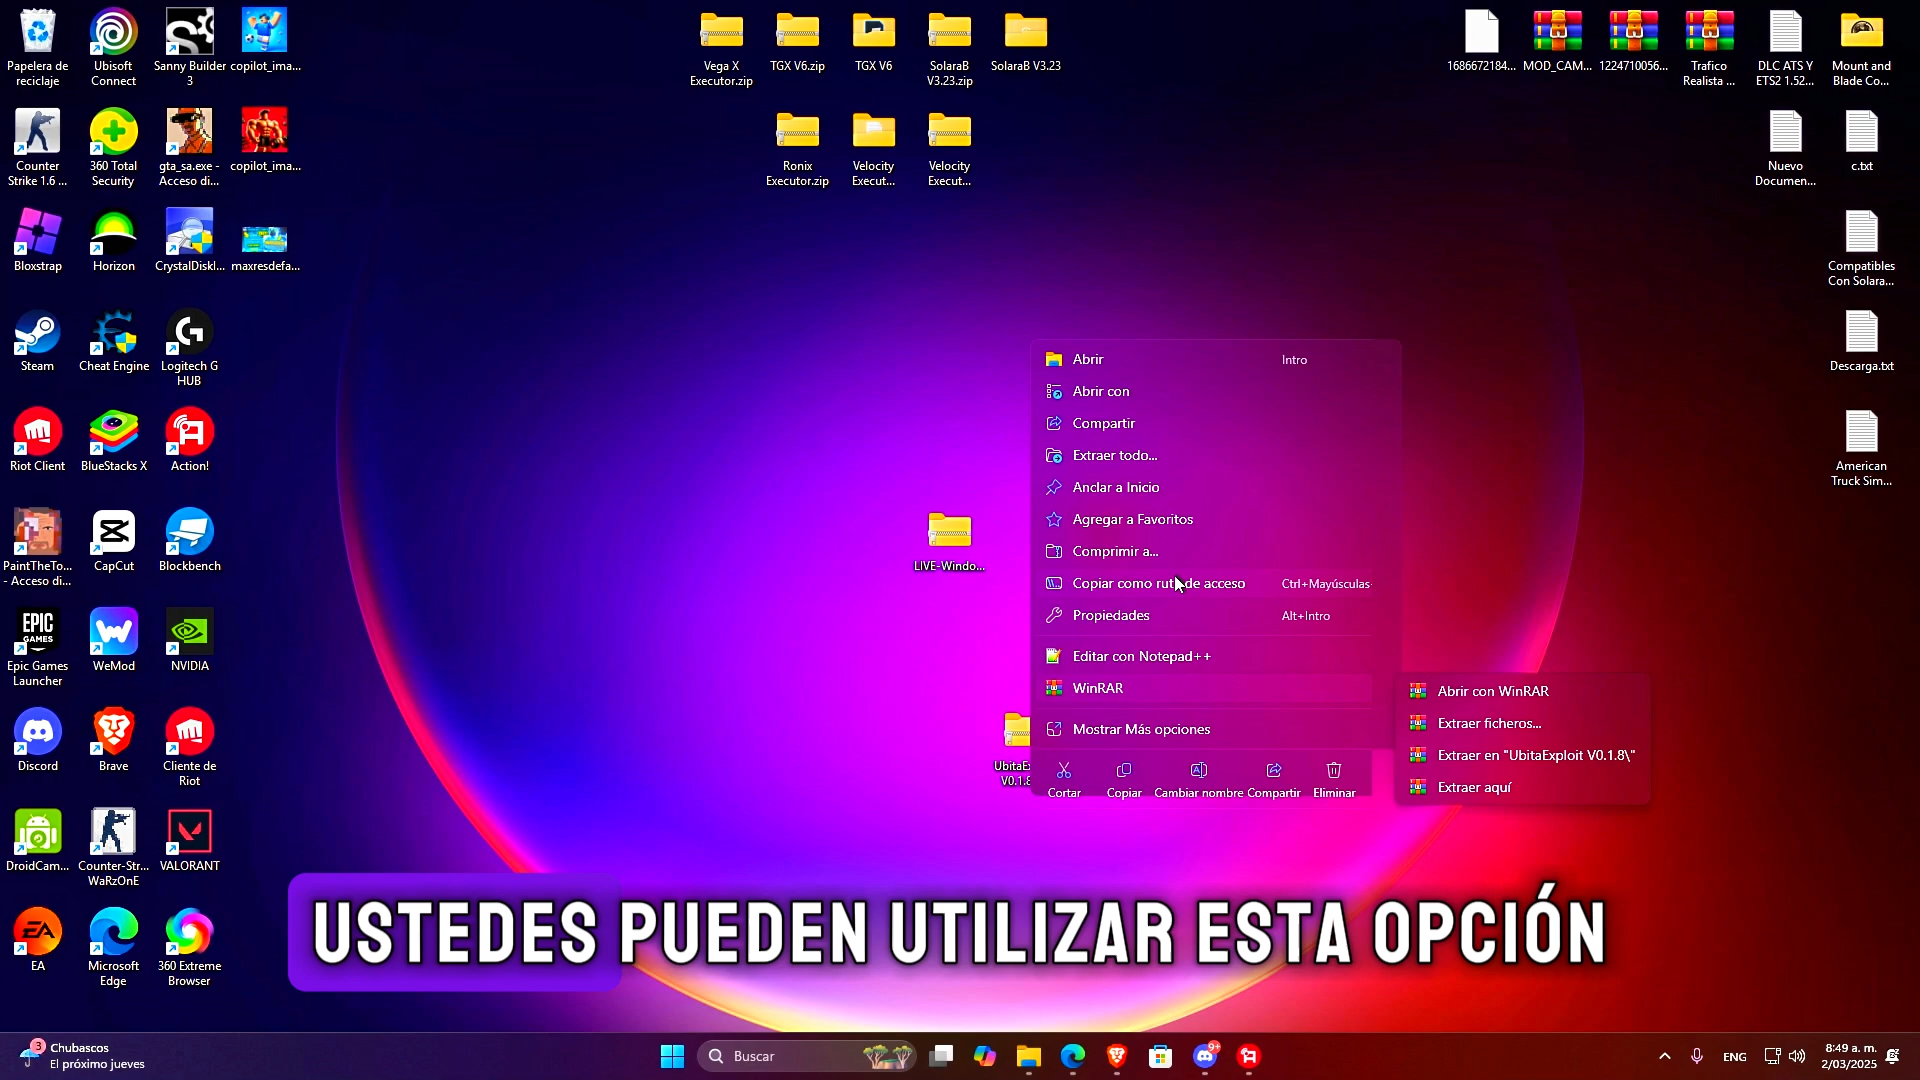 Papelera de
reciclaje
Ubisoft
Connect
Sanny Builder
3
copilot_ima...
Vega X
Executor.zip
TGX V6.zip
TGX V6
SolaraB
V3.23.zip
SolaraB V3.23
1686672184...
MOD_CAM...
1224710056...
Trafico
Realista ...
DLC ATS Y
ETS2 1.52...
Mount and
Blade Co...
Counter
Strike 1.6 ...
360 Total
Security
gta_sa.exe -
Acceso di...
copilot_ima...
Ronix
Executor.zip
Velocity
Execut...
Velocity
Execut...
Nuevo
Documen...
c.txt
Bloxstrap
Horizon
CrystalDiskI...
maxresdefa...
Compatibles
Con Solara...
Steam
Cheat Engine
Logitech G
HUB
Descarga.txt
Riot Client
BlueStacks X
Action!
American
Truck Sim...
PaintTheTo...
- Acceso di...
CapCut
Blockbench
LIVE-Windo...
EPIC
GAMES
Epic Games
Launcher
WeMod
NVIDIA
Discord
Brave
Cliente de
Riot
UbitaEx
V0.1.8
DroidCam...
Counter-Str...
WaRzOnE
VALORANT
EA
EA
Microsoft
Edge
360 Extreme
Browser
Abrir Intro
Abrir con
Compartir
Extraer todo...
Anclar a Inicio
Agregar a Favoritos
Comprimir a...
Copiar como ruta de acceso Ctrl+Mayúsculas
Propiedades Alt+Intro
Editar con Notepad++
WinRAR
Mostrar Más opciones
Cortar
Copiar
Cambiar nombre
Compartir
Eliminar
Abrir con WinRAR
Extraer ficheros...
Extraer en "UbitaExploit V0.1.8\"
Extraer aquí
USTEDES PUEDEN UTILIZAR ESTA OPCIÓN
3
Chubascos
El próximo jueves
Buscar
9+
ENG
8:49 a. m.
2/03/2025